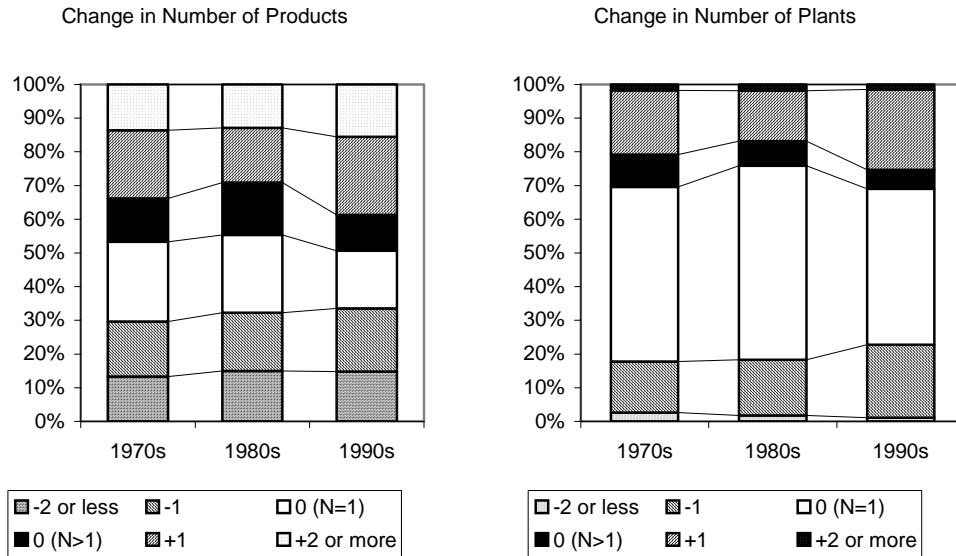 Change in Number of Products
100%
90%
80%
70%
60%
50%
40%
30%
20%
10%
0%
1970s 1980s 1990s
-2 or less -1 0 (N=1)
0 (N>1) +1 +2 or more
Change in Number of Plants
100%
90%
80%
70%
60%
50%
40%
30%
20%
10%
0%
1970s 1980s 1990s
-2 or less -1 0 (N=1)
0 (N>1) +1 +2 or more